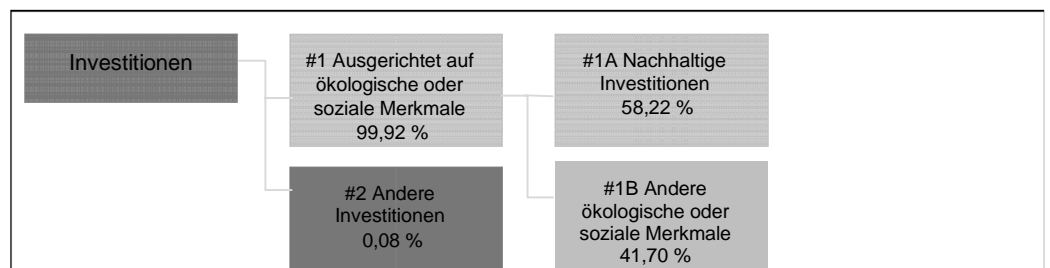 Investitionen
#1 Ausgerichtet auf
ökologische oder
soziale Merkmale
99,92 %
#1A Nachhaltige
Investitionen
58,22 %
#2 Andere
Investitionen
0,08 %
#1B Andere
ökologische oder
soziale Merkmale
41,70 %